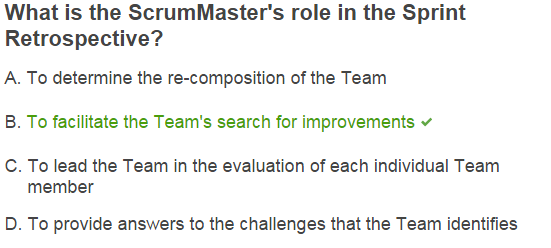 What is the ScrumMaster's role in the Sprint
Retrospective?
A. To determine the re-composition of the Team
B. To facilitate the Team's search for improvements ✔
C. To lead the Team in the evaluation of each individual Team
member
D. To provide answers to the challenges that the Team identifies